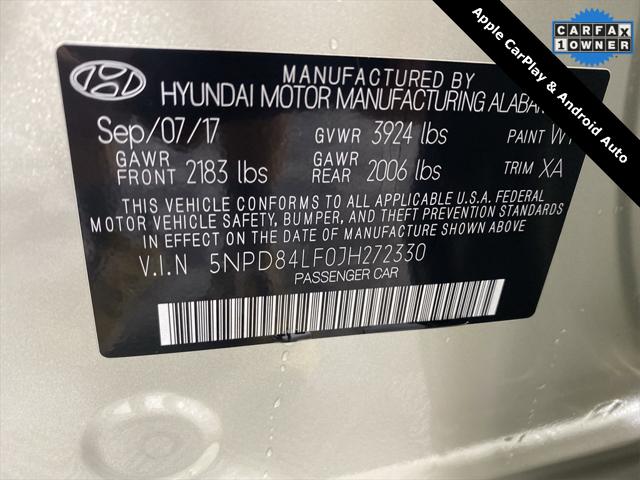 Apple CarPlay & Android Auto
CARFAX
1 OWNER
MANUFACTURED BY
HYUNDAI MOTOR MANUFACTURING
Sep/07/17 GVWR 3924 lbs PAINT
GAWR FRONT 2183 lbs GAWR REAR 2006 lbs TRIM XA
THIS VEHICLE CONFORMS TO ALL APPLICABLE U.S.A. FEDERAL
MOTOR VEHICLE SAFETY, BUMPER, AND THEFT PREVENTION STANDARDS
IN EFFECT ON THE DATE OF MANUFACTURE SHOWN ABOVE
V.I.N 5NPD84LF0JH272330
PASSENGER CAR